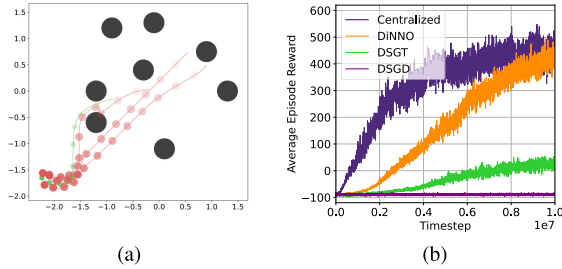 1.5
1.0
0.5
0.0
−0.5
−1.0
−1.5
−2.0
−2.0 −1.5 −1.0 −0.5 0.0 0.5 1.0 1.5
(a)
600
500
400
300
200
100
0
−100
Average Episode Reward
Centralized
DiNNO
DSGT
DSGD
0.0 0.2 0.4 0.6 0.8 1.0
1e7
Timestep
(b)